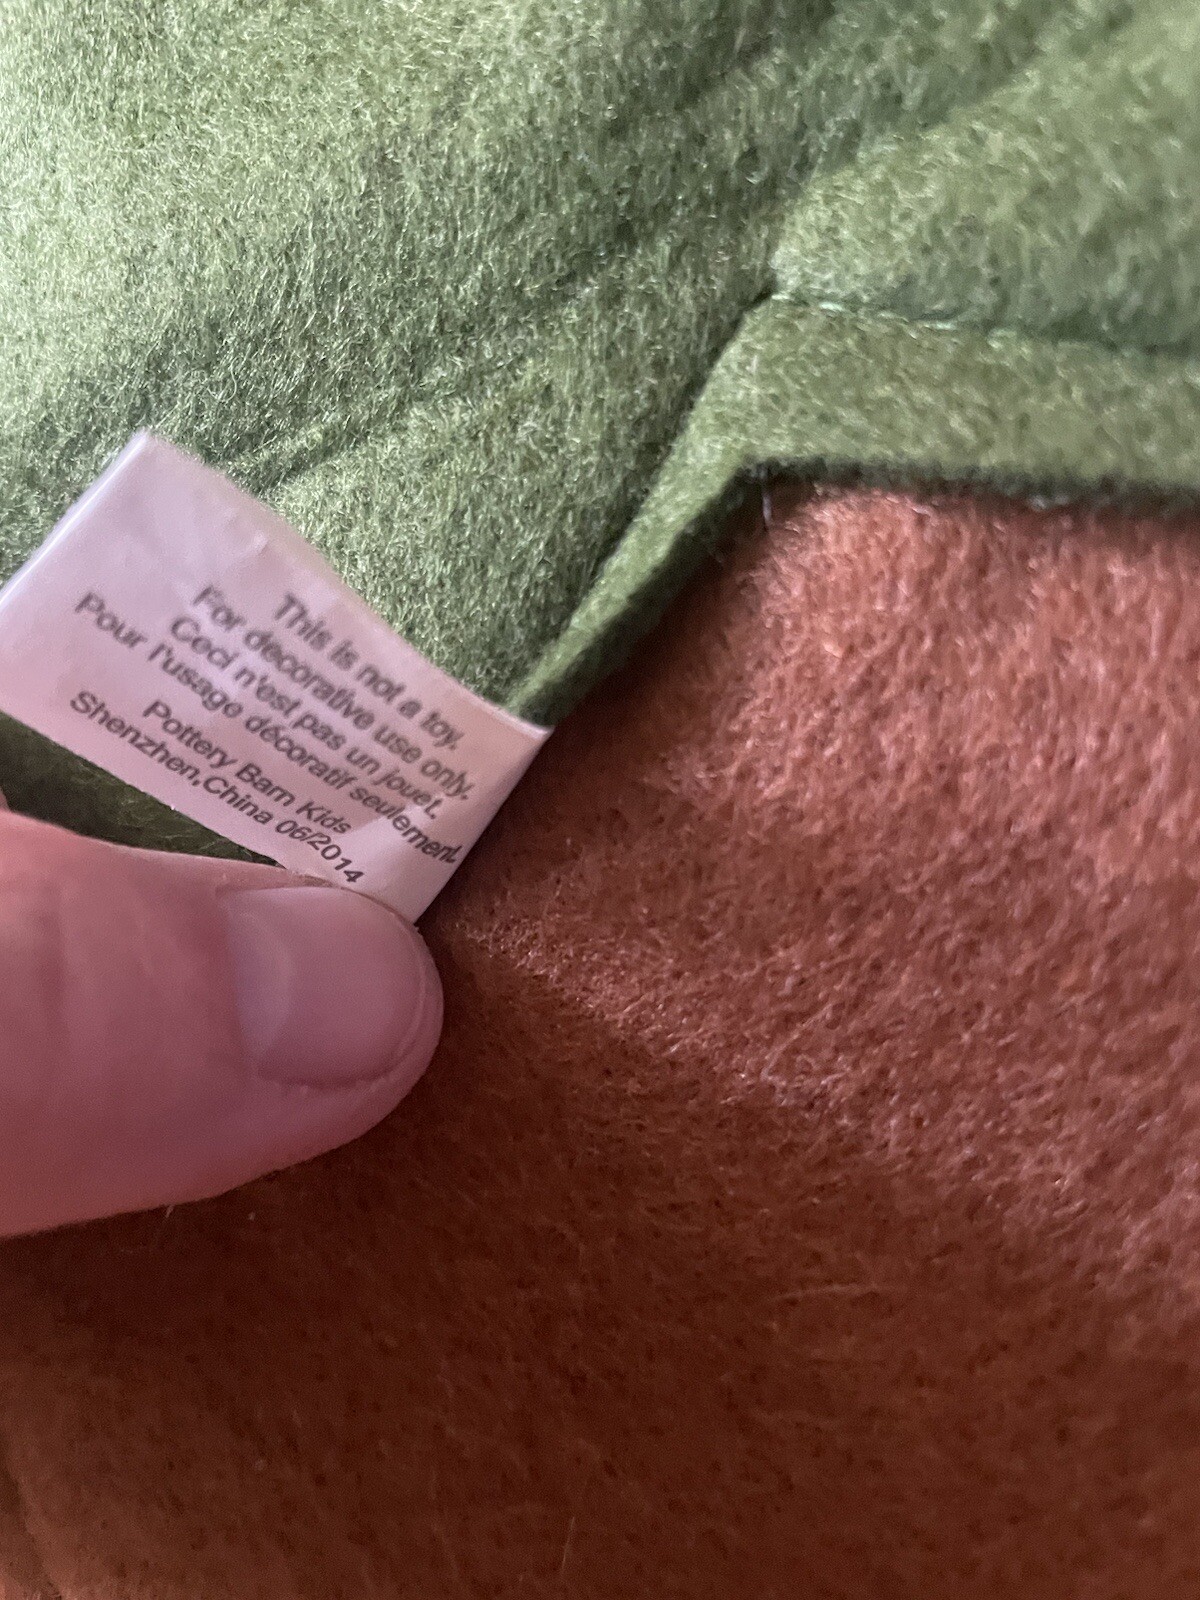 This is not a toy.
For decorative use only.
Ceci n'est pas un jouet.
Pour l'usage décoratif seulement.
Pottery Barn Kids
Shenzhen,China 06/2014